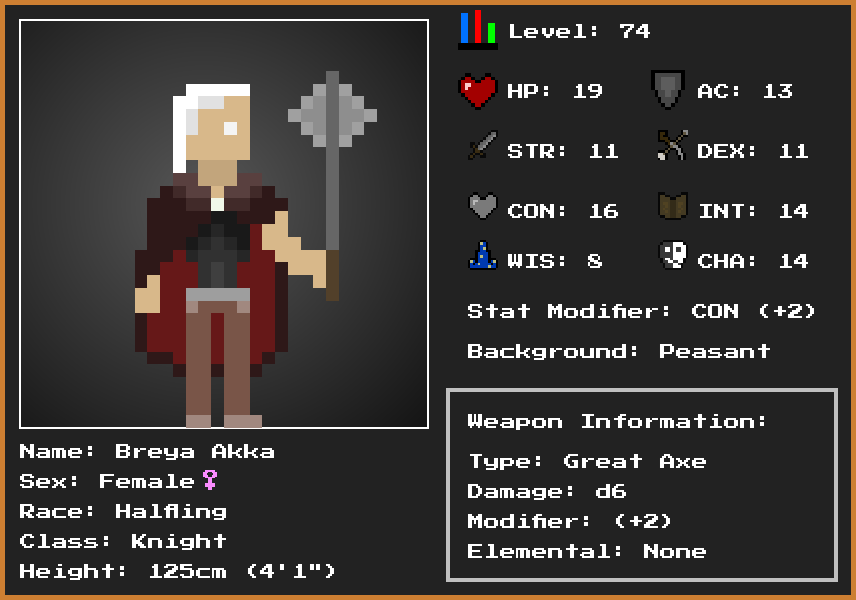 Level: 74
HP: 19 AC: 13
STR: 11 DEX: 11
CON: 16 INT: 14
WIS: 8 CHA: 14
Stat Modifier: CON (+2)
Background: Peasant
Weapon Information:
Type: Great Axe
Damage: d6
Modifier: (+2)
Elemental: None
Name: Breya Akka
Sex: Female♀
Race: Halfling
Class: Knight
Height: 125cm (4'1")